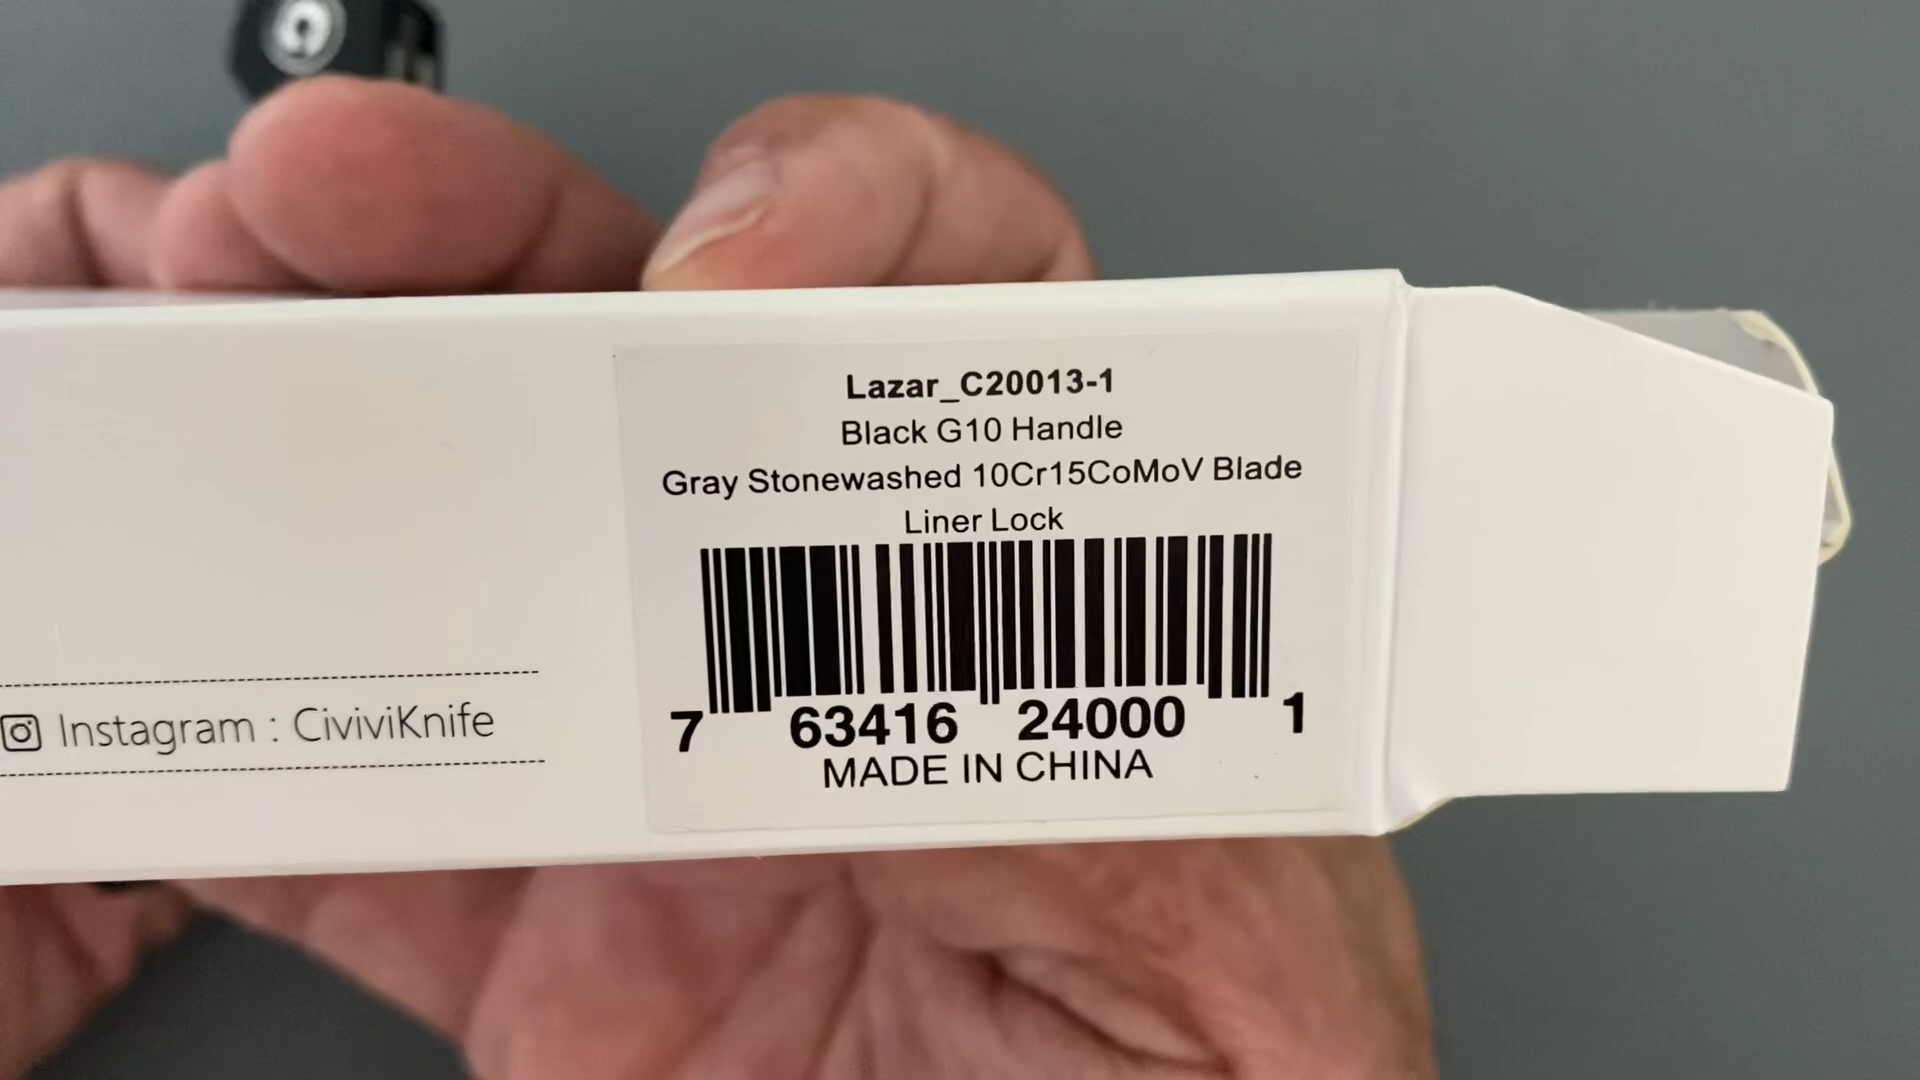 Lazar_C20013-1
Black G10 Handle
Gray Stonewashed 10Cr15CoMoV Blade
Liner Lock
7 63416 24000 1
MADE IN CHINA
Instagram : CiviviKnife